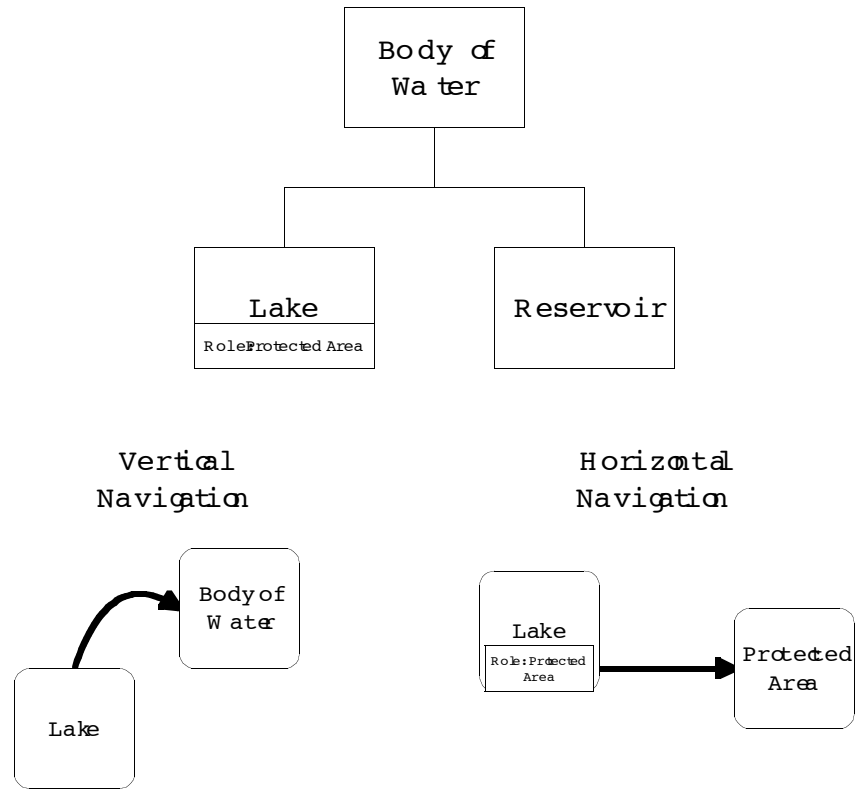 Body of
Water
Lake
Role:Protected Area
Reservoir
Vertical
Navigation
Horizontal
Navigation
Body of
Water
Lake
Lake
Role:Protected
Area
Protected
Area